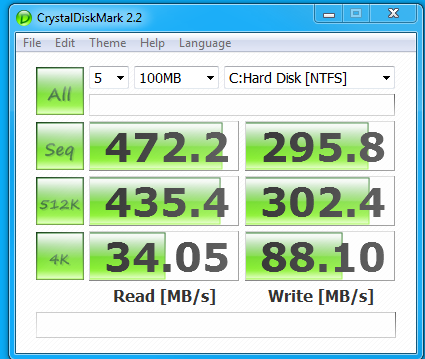 CrystalDiskMark 2.2
File Edit Theme Help Language
All 5 100MB C:Hard Disk [NTFS]
Seq 472.2 295.8
512K 435.4 302.4
4K 34.05 88.10
Read [MB/s] Write [MB/s]